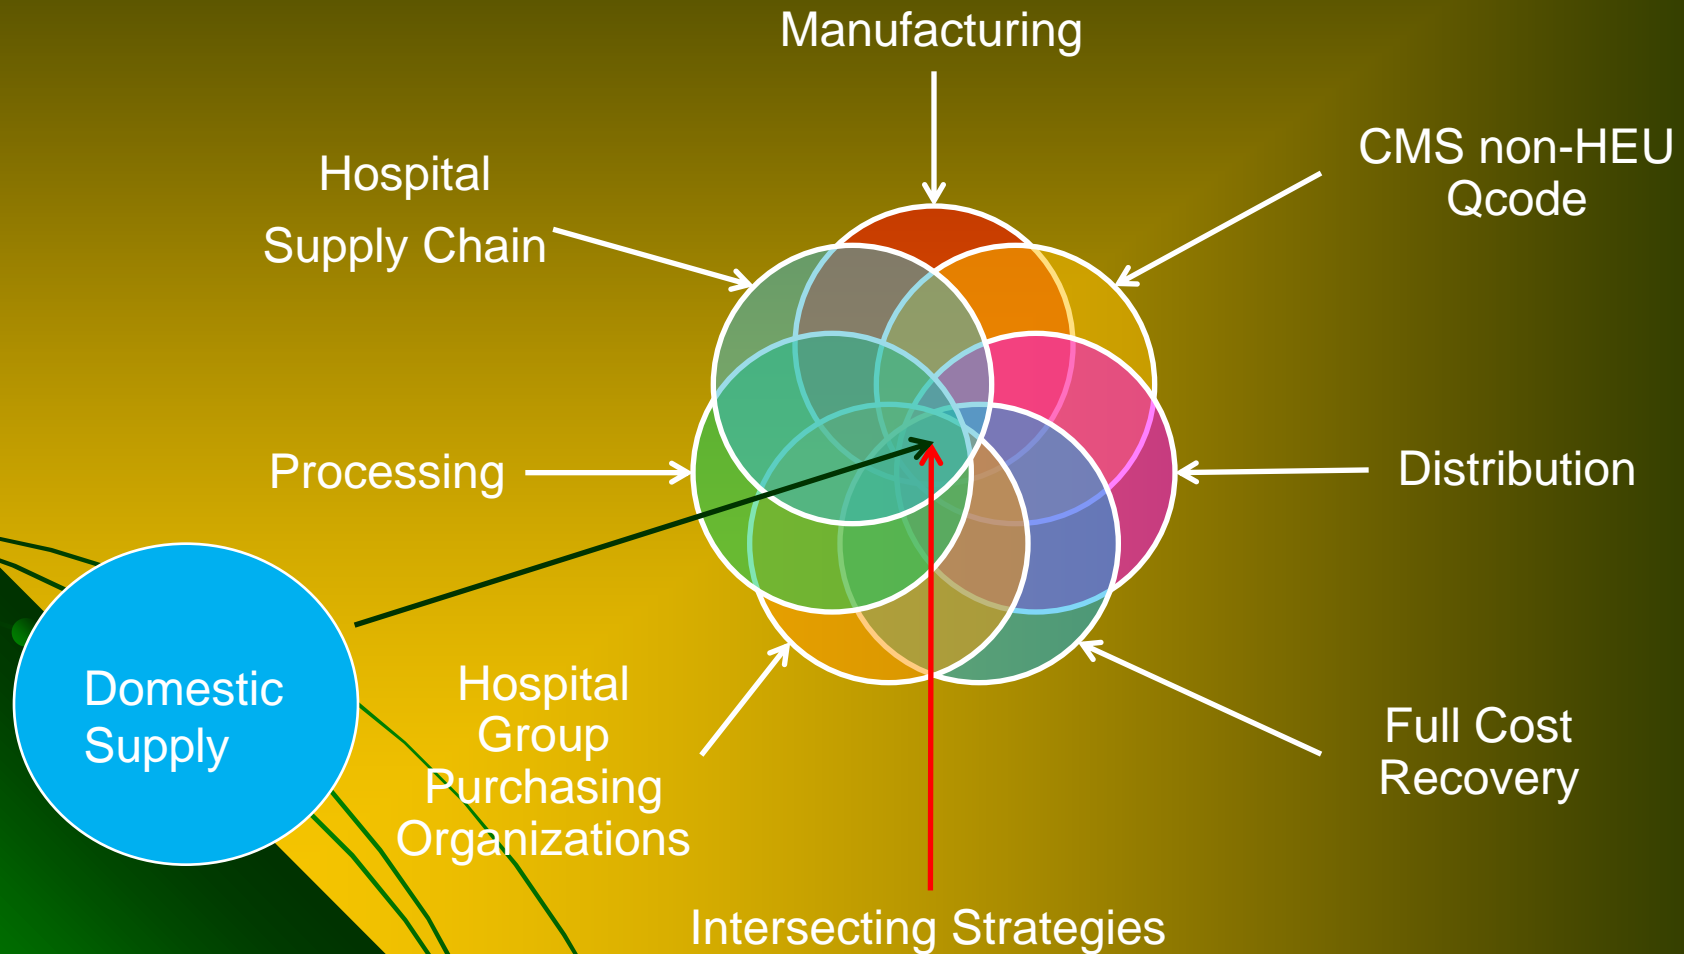 Manufacturing
CMS non-HEU
Qcode
Hospital
Supply Chain
Processing
Distribution
Domestic
Supply
Hospital
Group
Purchasing
Organizations
Full Cost
Recovery
Intersecting Strategies